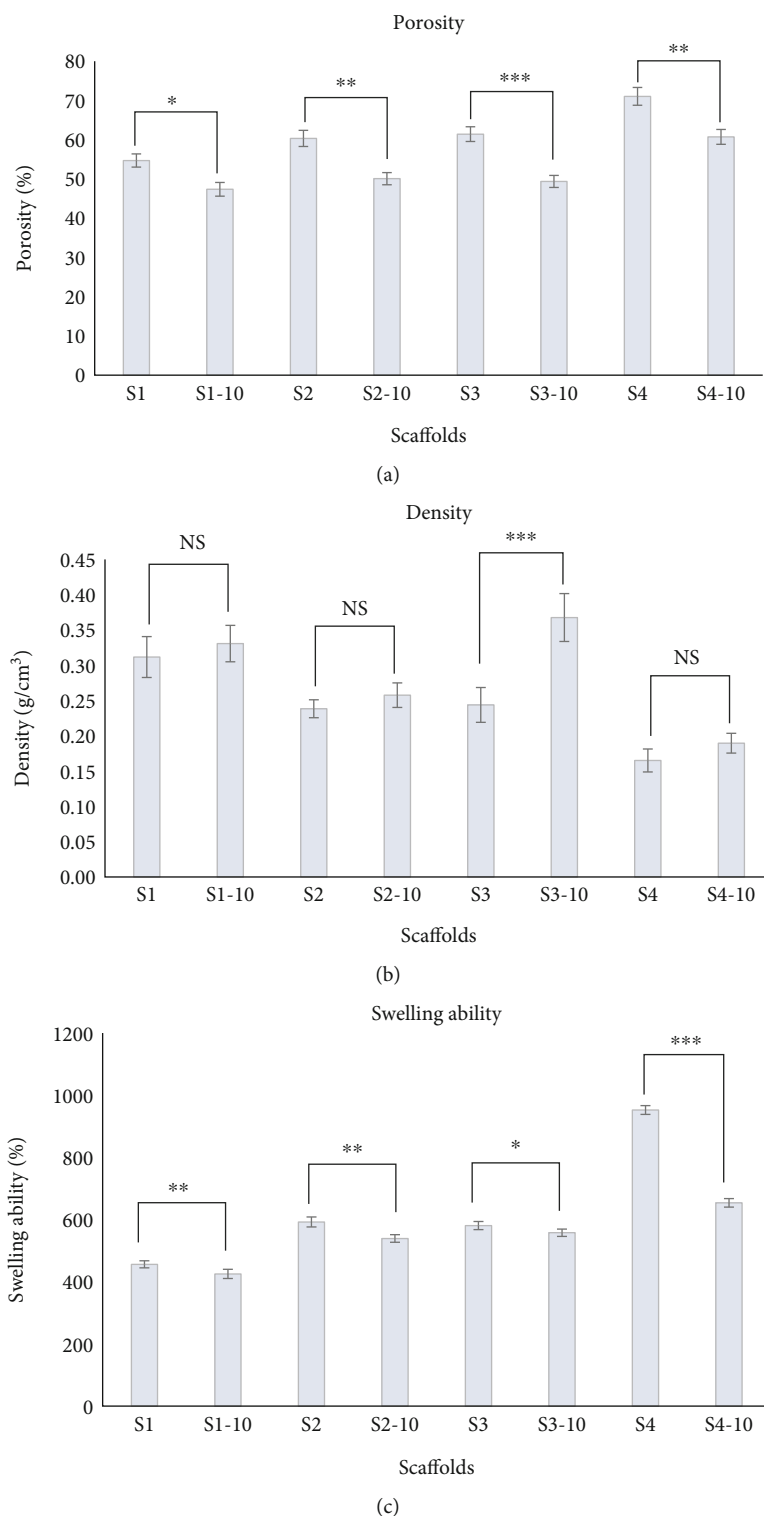 Porosity
80
70
60
50
40
30
20
10
0
Porosity (%)
*
**
***
**
S1 S1-10 S2 S2-10 S3 S3-10 S4 S4-10
Scaffolds
(a)
Density
0.45
0.40
0.35
0.30
0.25
0.20
0.15
0.10
0.05
0.00
Density (g/cm³)
NS
NS
***
NS
S1 S1-10 S2 S2-10 S3 S3-10 S4 S4-10
Scaffolds
(b)
Swelling ability
1200
1000
800
600
400
200
0
Swelling ability (%)
**
**
*
***
S1 S1-10 S2 S2-10 S3 S3-10 S4 S4-10
Scaffolds
(c)